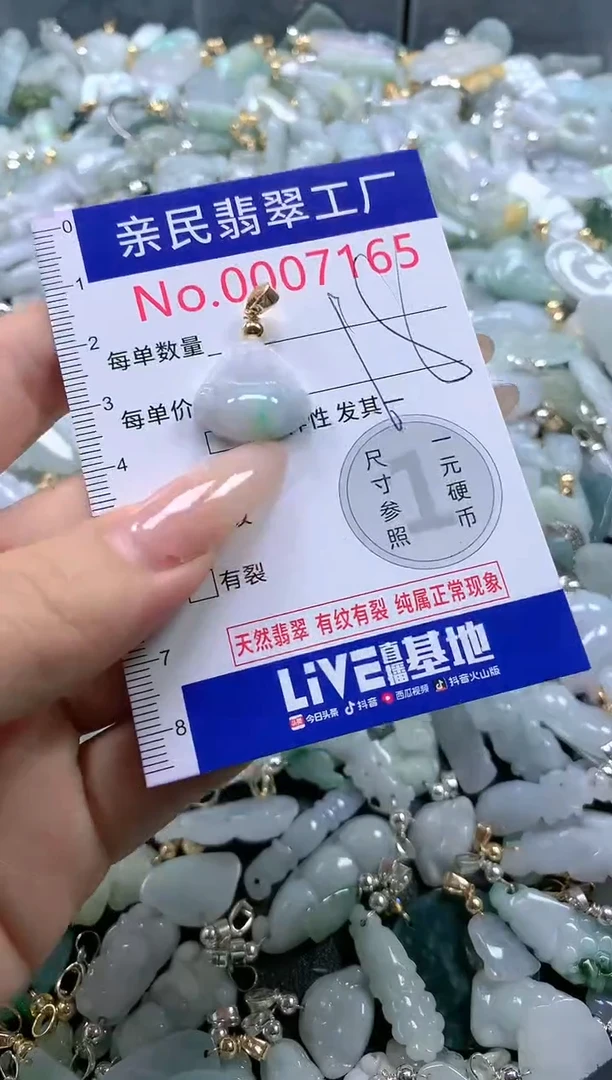 亲民翡翠工厂
No.0007165
每单数量
18
每单价
性 发其一
一元硬币
尺寸参照
有裂
天然翡翠 有纹有裂 纯属正常现象
LiVE直播基地
今日头条 抖音 西瓜视频 抖音火山版
0
1
2
3
4
7
8
1